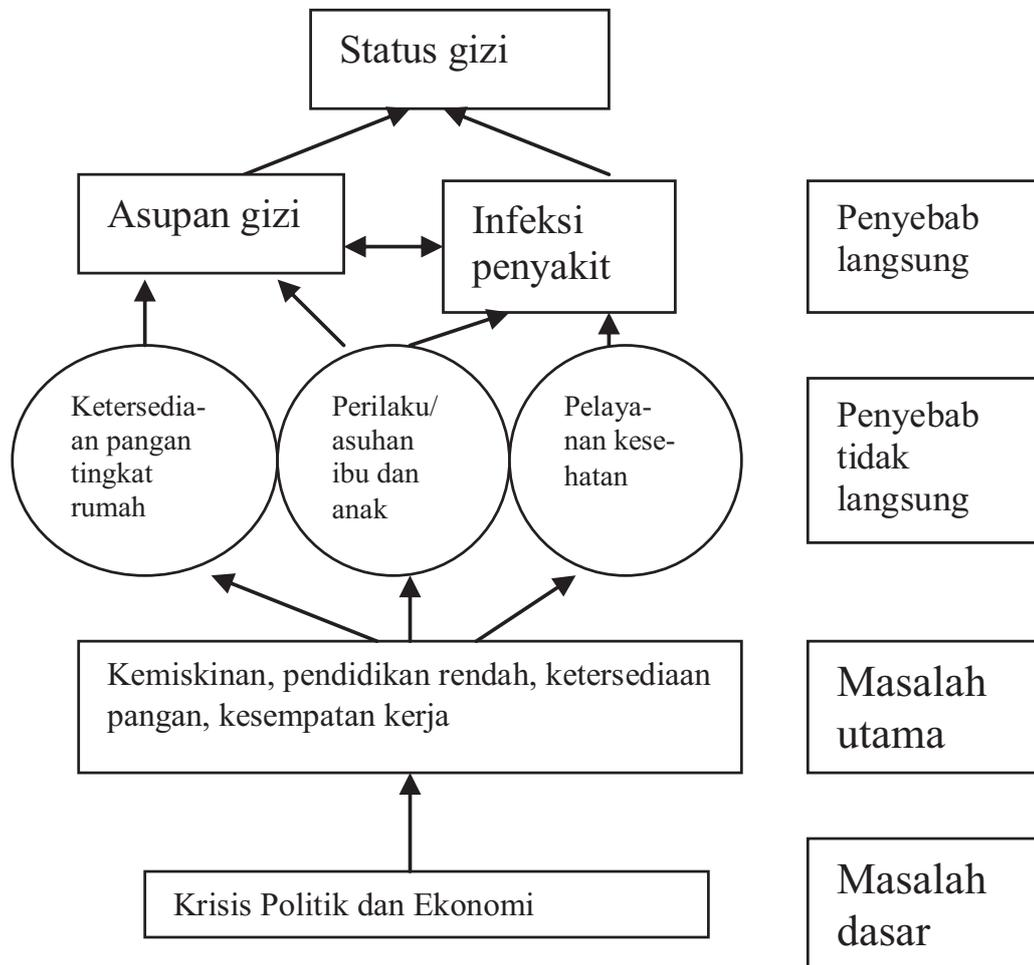 Status gizi
Asupan gizi
Infeksi
penyakit
Penyebab
langsung
Ketersedia-
an pangan
tingkat
rumah
Perilaku/
asuhan
ibu dan
anak
Pelaya-
nan kese-
hatan
Penyebab
tidak
langsung
Kemiskinan, pendidikan rendah, ketersediaan
pangan, kesempatan kerja
Masalah
utama
Krisis Politik dan Ekonomi
Masalah
dasar